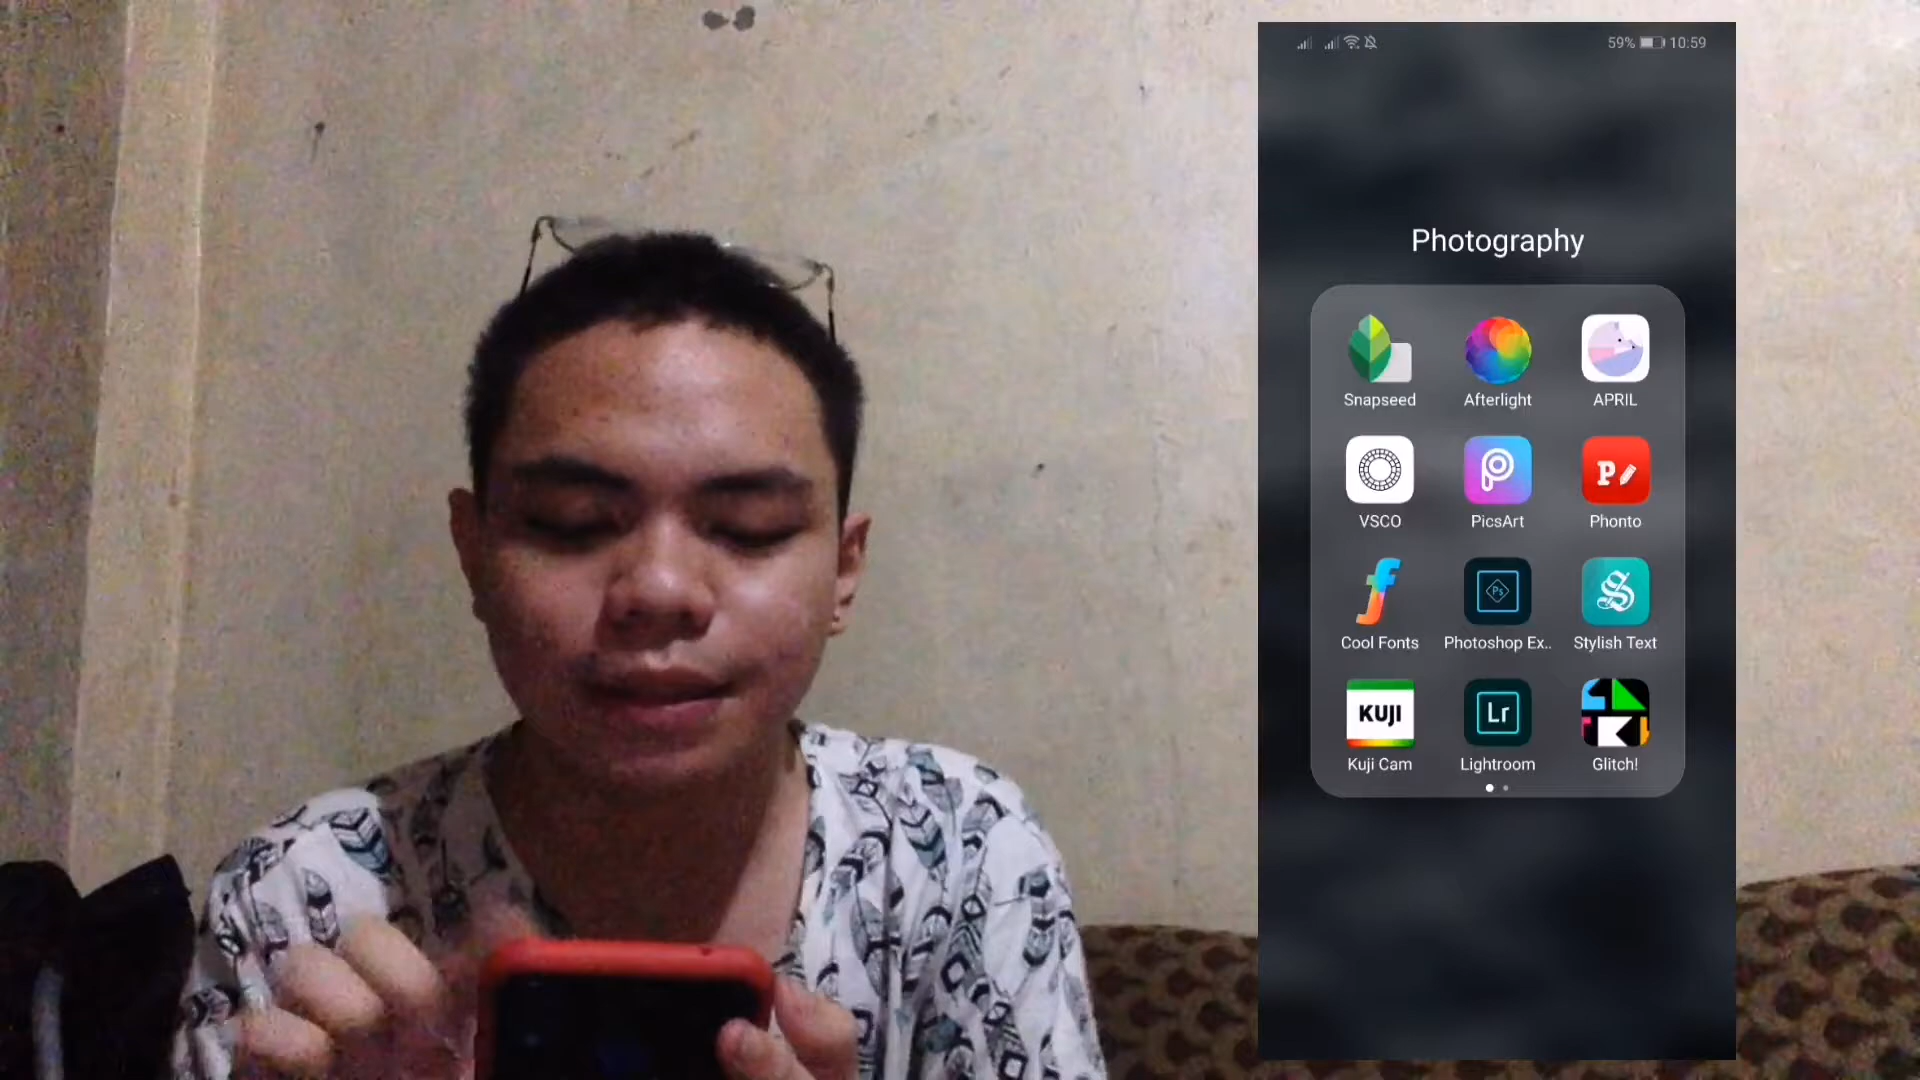 59% 10:59
Photography
Snapseed Afterlight APRIL
VSCO PicsArt Phonto
Cool Fonts Photoshop Ex.. Stylish Text
Ps
KUJI Lr
Kuji Cam Lightroom Glitch!